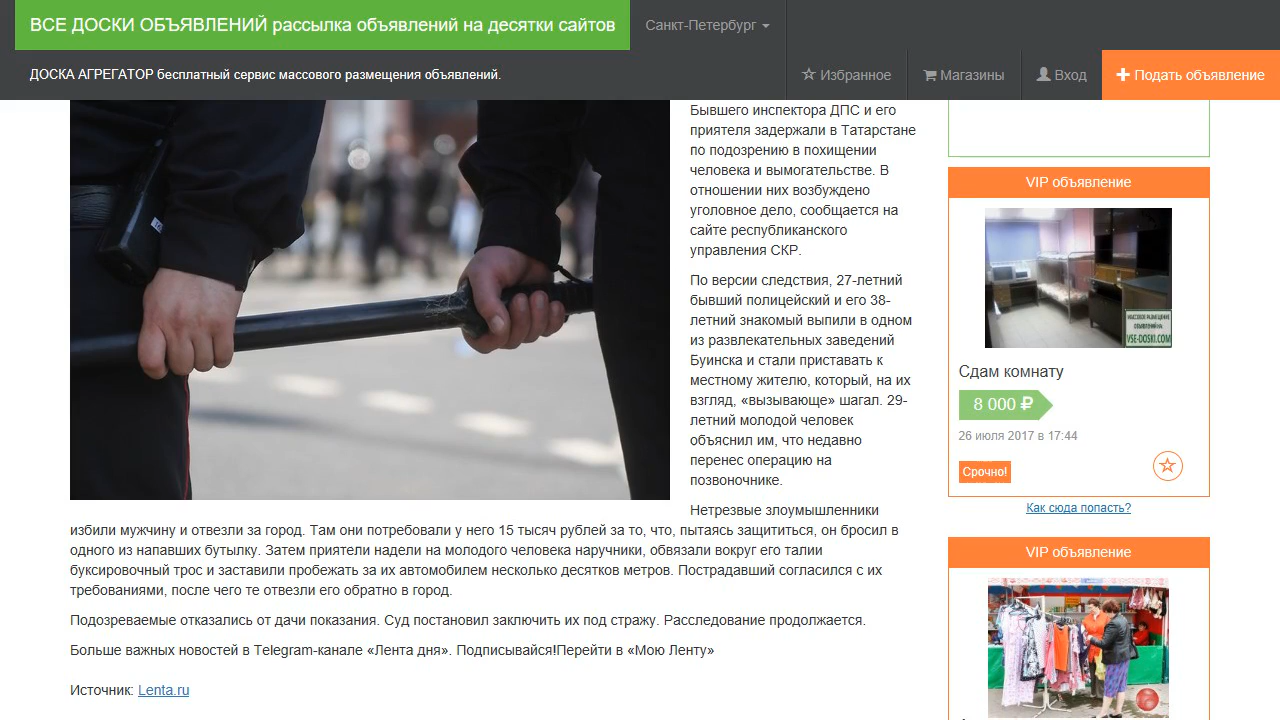 ВСЕ ДОСКИ ОБЪЯВЛЕНИЙ рассылка объявлений на десятки сайтов
Санкт-Петербург
ДОСКА АГРЕГАТОР бесплатный сервис массового размещения объявлений.
Избранное
Магазины
Вход
Подать объявление
Бывшего инспектора ДПС и его
приятеля задержали в Татарстане
по подозрению в похищении
человека и вымогательстве. В
отношении них возбуждено
уголовное дело, сообщается на
сайте республиканского
управления СКР.
По версии следствия, 27-летний
бывший полицейский и его 38-
летний знакомый выпили в одном
из развлекательных заведений
Буинска и стали приставать к
местному жителю, который, на их
взгляд, «вызывающе» шагал. 29-
летний молодой человек
объяснил им, что недавно
перенес операцию на
позвоночнике.
Нетрезвые злоумышленники
избили мужчину и отвезли за город. Там они потребовали у него 15 тысяч рублей за то, что, пытаясь защититься, он бросил в
одного из напавших бутылку. Затем приятели надели на молодого человека наручники, обвязали вокруг его талии
буксировочный трос и заставили пробежать за их автомобилем несколько десятков метров. Пострадавший согласился с их
требованиями, после чего те отвезли его обратно в город.
Подозреваемые отказались от дачи показания. Суд постановил заключить их под стражу. Расследование продолжается.
Больше важных новостей в Telegram-канале «Лента дня». Подписывайся!Перейти в «Мою Ленту»
Источник: Lenta.ru
VIP объявление
МАССОВОЕ РАЗМЕЩЕНИЕ
ОБЪЯВЛЕНИЙ НА
VSE-DOSKI.COM
Сдам комнату
8 000 ₽
26 июля 2017 в 17:44
Срочно!
Как сюда попасть?
VIP объявление